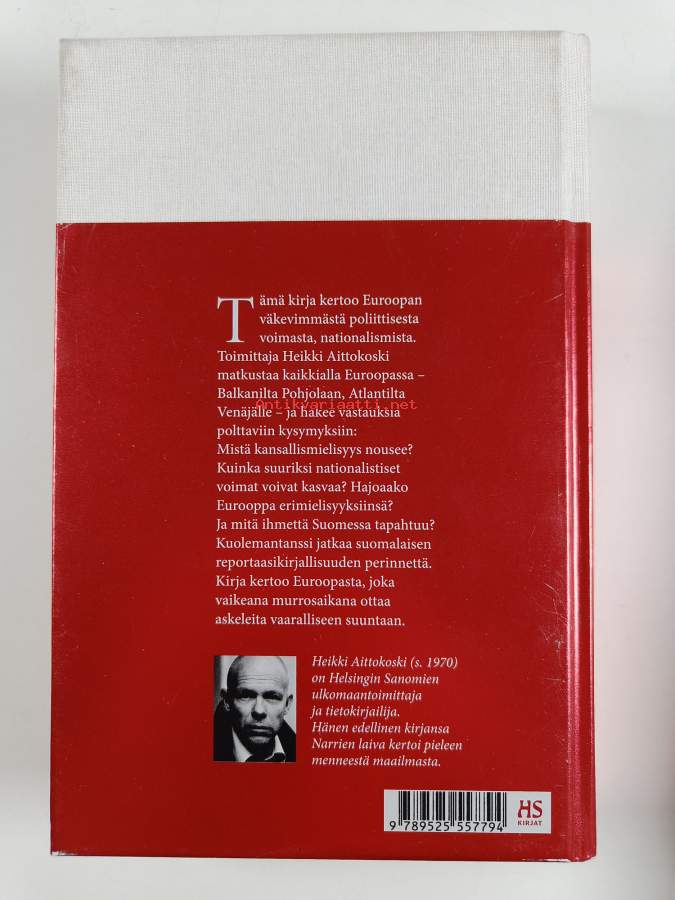 Tämä kirja kertoo Euroopan
väkevimmästä poliittisesta
voimasta, nationalismista.
Toimittaja Heikki Aittokoski
matkustaa kaikkialla Euroopassa –
Balkanilta Pohjolaan, Atlantilta
Antikvariaatti.net
Venäjälle – ja hakee vastauksia
polttaviin kysymyksiin:
Mistä kansallismielisyys nousee?
Kuinka suuriksi nationalistiset
voimat voivat kasvaa? Hajoaako
Eurooppa erimielisyyksiinsä?
Ja mitä ihmettä Suomessa tapahtuu?
Kuolemantanssi jatkaa suomalaisen
reportaasikirjallisuuden perinnettä.
Kirja kertoo Euroopasta, joka
vaikeana murrosaikana ottaa
askeleita vaaralliseen suuntaan.
Heikki Aittokoski (s. 1970)
on Helsingin Sanomien
ulkomaantoimittaja
ja tietokirjailija.
Hänen edellinen kirjansa
Narrien laiva kertoi pieleen
menneestä maailmasta.
9 789525 557794
HS
KIRJAT